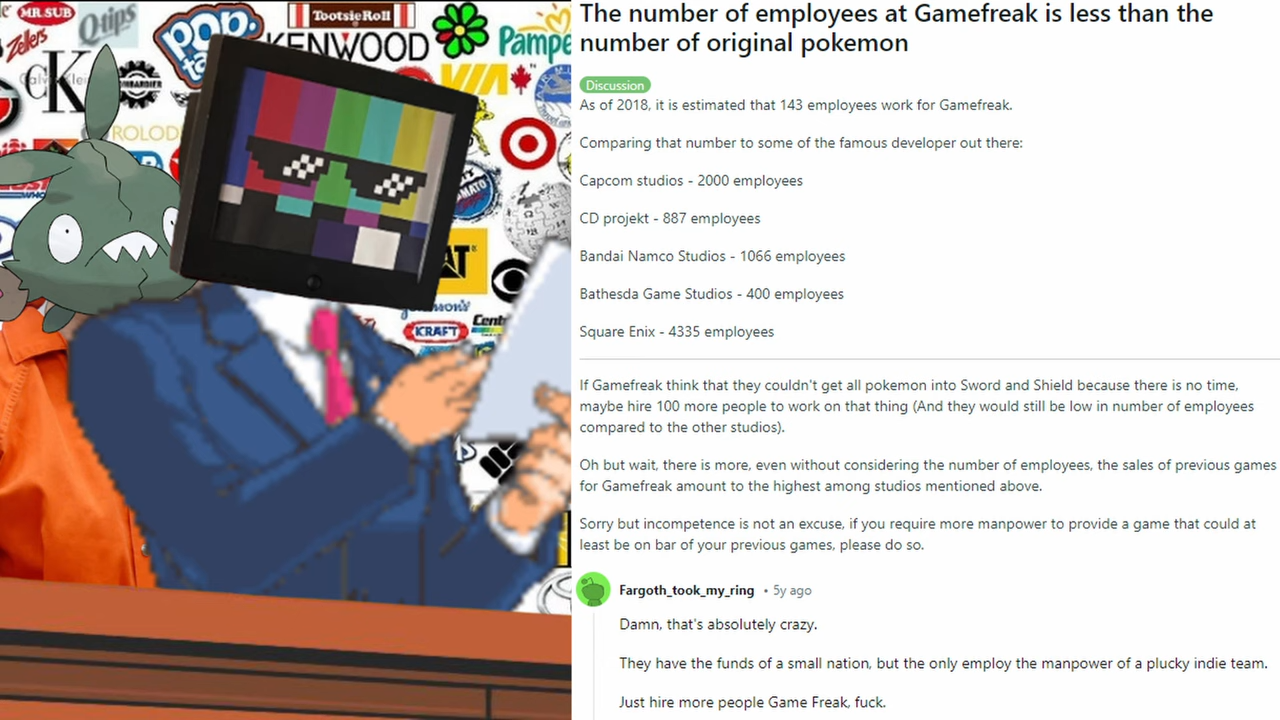 MR.SUB
Q-tips
Zellers
pop
ta
TootsieRoll
KENWOOD
Pampe
CK
BOMBARDIER
ROLOD
VIA
AT
KRAFT
Cent
The number of employees at Gamefreak is less than the
number of original pokemon
Discussion
As of 2018, it is estimated that 143 employees work for Gamefreak.
Comparing that number to some of the famous developer out there:
Capcom studios - 2000 employees
CD projekt - 887 employees
Bandai Namco Studios - 1066 employees
Bathesda Game Studios - 400 employees
Square Enix - 4335 employees
If Gamefreak think that they couldn't get all pokemon into Sword and Shield because there is no time,
maybe hire 100 more people to work on that thing (And they would still be low in number of employees
compared to the other studios).
Oh but wait, there is more, even without considering the number of employees, the sales of previous games
for Gamefreak amount to the highest among studios mentioned above.
Sorry but incompetence is not an excuse, if you require more manpower to provide a game that could at
least be on bar of your previous games, please do so.
Fargoth_took_my_ring • 5y ago
Damn, that's absolutely crazy.
They have the funds of a small nation, but the only employ the manpower of a plucky indie team.
Just hire more people Game Freak, fuck.